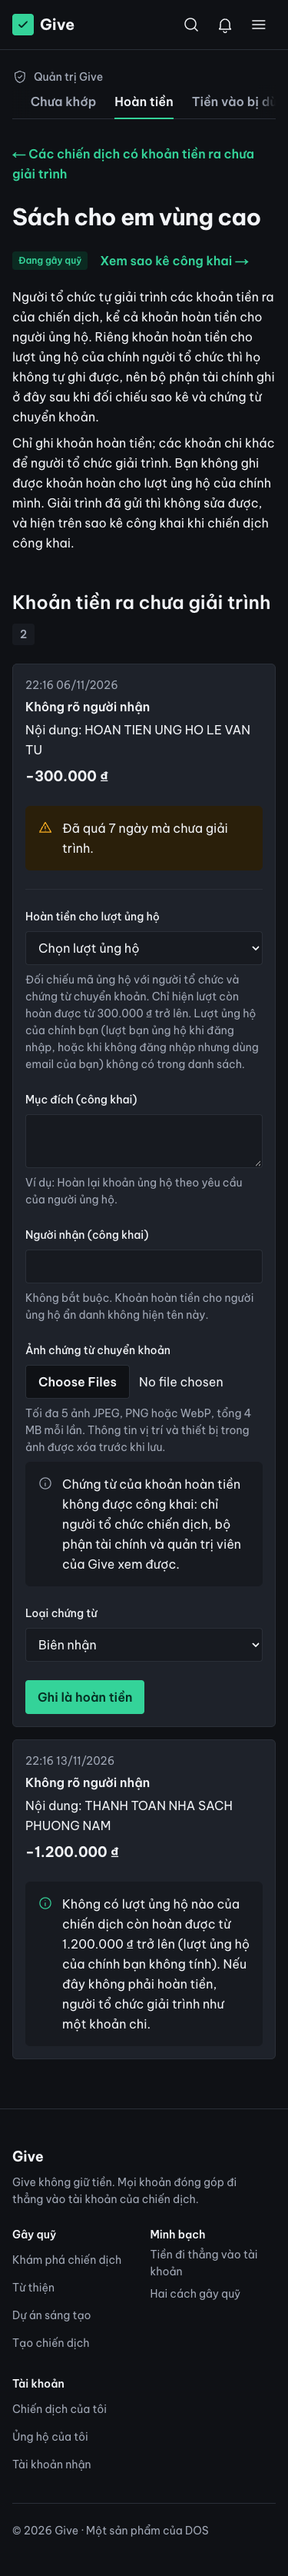 Give
Quản trị Give
Chưa khớp
Hoàn tiền
Tiền vào bị
← Các chiến dịch có khoản tiền ra chưa
giải trình
Sách cho em vùng cao
Đang gây quỹ
Xem sao kê công khai →
Người tổ chức tự giải trình các khoản tiền ra
của chiến dịch, kể cả khoản hoàn tiền cho
người ủng hộ. Riêng khoản hoàn tiền cho
lượt ủng hộ của chính người tổ chức thì họ
không tự ghi được, nên bộ phận tài chính ghi
ở đây sau khi đối chiếu sao kê và chứng từ
chuyển khoản.
Chỉ ghi khoản hoàn tiền; các khoản chi khác
để người tổ chức giải trình. Bạn không ghi
được khoản hoàn cho lượt ủng hộ của chính
mình. Giải trình đã gửi thì không sửa được,
và hiện trên sao kê công khai khi chiến dịch
công khai.
Khoản tiền ra chưa giải trình
2
22:16 06/11/2026
Không rõ người nhận
Nội dung: HOAN TIEN UNG HO LE VAN
TU
-300.000 ₫
Đã quá 7 ngày mà chưa giải
trình.
Hoàn tiền cho lượt ủng hộ
Chọn lượt ủng hộ
Đối chiếu mã ủng hộ với người tổ chức và
chứng từ chuyển khoản. Chỉ hiện lượt còn
hoàn được từ 300.000 ₫ trở lên. Lượt ủng hộ
của chính bạn (lượt bạn ủng hộ khi đăng
nhập, hoặc khi không đăng nhập nhưng dùng
email của bạn) không có trong danh sách.
Mục đích (công khai)
Ví dụ: Hoàn lại khoản ủng hộ theo yêu cầu
của người ủng hộ.
Người nhận (công khai)
Không bắt buộc. Khoản hoàn tiền cho người
ủng hộ ẩn danh không hiện tên này.
Ảnh chứng từ chuyển khoản
Choose Files
No file chosen
Tối đa 5 ảnh JPEG, PNG hoặc WebP, tổng 4
MB mỗi lần. Thông tin vị trí và thiết bị trong
ảnh được xóa trước khi lưu.
Chứng từ của khoản hoàn tiền
không được công khai: chỉ
người tổ chức chiến dịch, bộ
phận tài chính và quản trị viên
của Give xem được.
Loại chứng từ
Biên nhận
Ghi là hoàn tiền
22:16 13/11/2026
Không rõ người nhận
Nội dung: THANH TOAN NHA SACH
PHUONG NAM
-1.200.000 ₫
Không có lượt ủng hộ nào của
chiến dịch còn hoàn được từ
1.200.000 ₫ trở lên (lượt ủng hộ
của chính bạn không tính). Nếu
đây không phải hoàn tiền,
người tổ chức giải trình như
một khoản chi.
Give
Give không giữ tiền. Mọi khoản đóng góp đi
thẳng vào tài khoản của chiến dịch.
Gây quỹ
Khám phá chiến dịch
Từ thiện
Dự án sáng tạo
Tạo chiến dịch
Minh bạch
Tiền đi thẳng vào tài
khoản
Hai cách gây quỹ
Tài khoản
Chiến dịch của tôi
Ủng hộ của tôi
Tài khoản nhận
© 2026 Give · Một sản phẩm của DOS